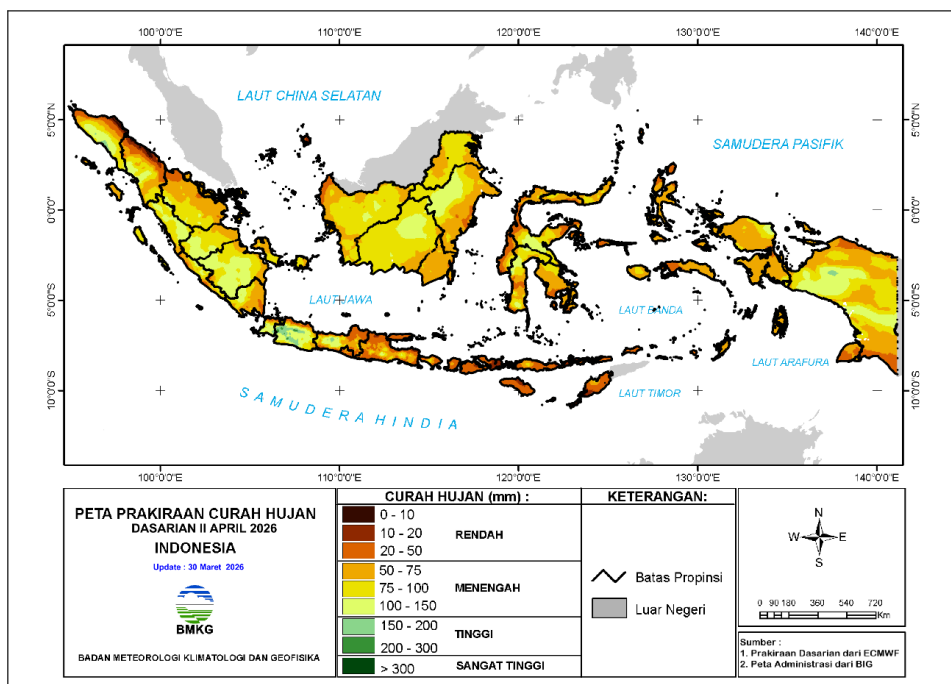 100°0'0"E 110°0'0"E 120°0'0"E 130°0'0"E 140°0'0"E
5°0'0"N
0°0'0"
5°0'0"S
10°0'0"S
LAUT CHINA SELATAN
SAMUDERA PASIFIK
LAUT JAWA
LAUT BANDA
LAUT ARAFURA
LAUT TIMOR
SAMUDERA HINDIA
5°0'0"N
0°0'0"
5°0'0"S
10°0'0"S
100°0'0"E 110°0'0"E 120°0'0"E 130°0'0"E 140°0'0"E
PETA PRAKIRAAN CURAH HUJAN
DASARIAN II APRIL 2026
INDONESIA
Update : 30 Maret 2026
BMKG
BADAN METEOROLOGI KLIMATOLOGI DAN GEOFISIKA
CURAH HUJAN (mm) :
0 - 10
10 - 20
20 - 50
RENDAH
50 - 75
75 - 100
100 - 150
MENENGAH
150 - 200
200 - 300
TINGGI
> 300
SANGAT TINGGI
KETERANGAN:
Batas Propinsi
Luar Negeri
N
W E
S
0 90 180 360 540 720
Km
Sumber :
1. Prakiraan Dasarian dari ECMWF
2. Peta Administrasi dari BIG